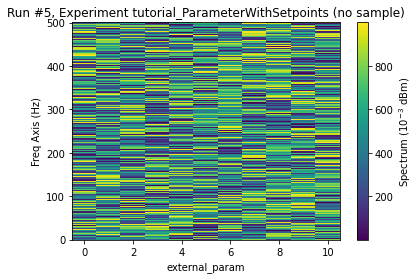 Run #5, Experiment tutorial_ParameterWithSetpoints (no sample)
500
400
300
200
100
0
Freq Axis (Hz)
0 2 4 6 8 10
external_param
800
600
400
200
Spectrum (10⁻³ dBm)